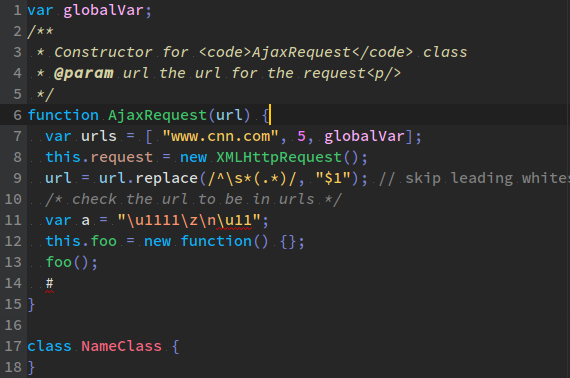 1 var globalVar;
2 /**
3  * Constructor for <code>AjaxRequest</code> class
4  * @param url the url for the request<p/>
5  */
6 function AjaxRequest(url) {
7   var urls = [ "www.cnn.com", 5, globalVar];
8   this.request = new XMLHttpRequest();
9   url = url.replace(/^\s*(.*)/, "$1"); // skip leading whites
10   /* check the url to be in urls */
11   var a = "\u1111\z\n\u11";
12   this.foo = new function() {};
13   foo();
14   #
15 }
16
17 class NameClass {
18 }